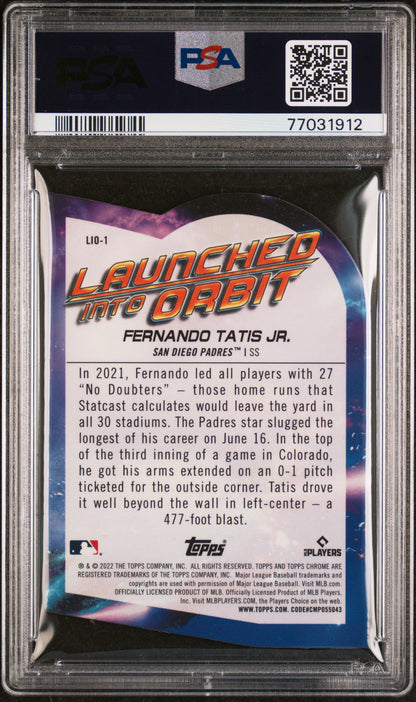 PSA
PSA
77031912
LIO-1
LAUNCHED
INTO ORBIT
FERNANDO TATIS JR.
SAN DIEGO PADRES™ | SS
In 2021, Fernando led all players with 27
"No Doubters" – those home runs that
Statcast calculates would leave the yard in
all 30 stadiums. The Padres star slugged the
longest of his career on June 16. In the top
of the third inning of a game in Colorado,
he got his arms extended on an 0-1 pitch
ticketed for the outside corner. Tatis drove
it well beyond the wall in left-center – a
477-foot blast.
Topps
PLAYERS
® & © 2022 THE TOPPS COMPANY, INC. ALL RIGHTS RESERVED. TOPPS AND TOPPS CHROME ARE
REGISTERED TRADEMARKS OF THE TOPPS COMPANY, INC. Major League Baseball trademarks and
copyrights are used with permission of Major League Baseball. Visit MLB.com.
OFFICIALLY LICENSED PRODUCT OF MLB. Officially Licensed Product of MLB Players,
Inc. Visit MLBPLAYERS.com, the Players Choice on the web.
WWW.TOPPS.COM. CODE#CMP055043
PSA